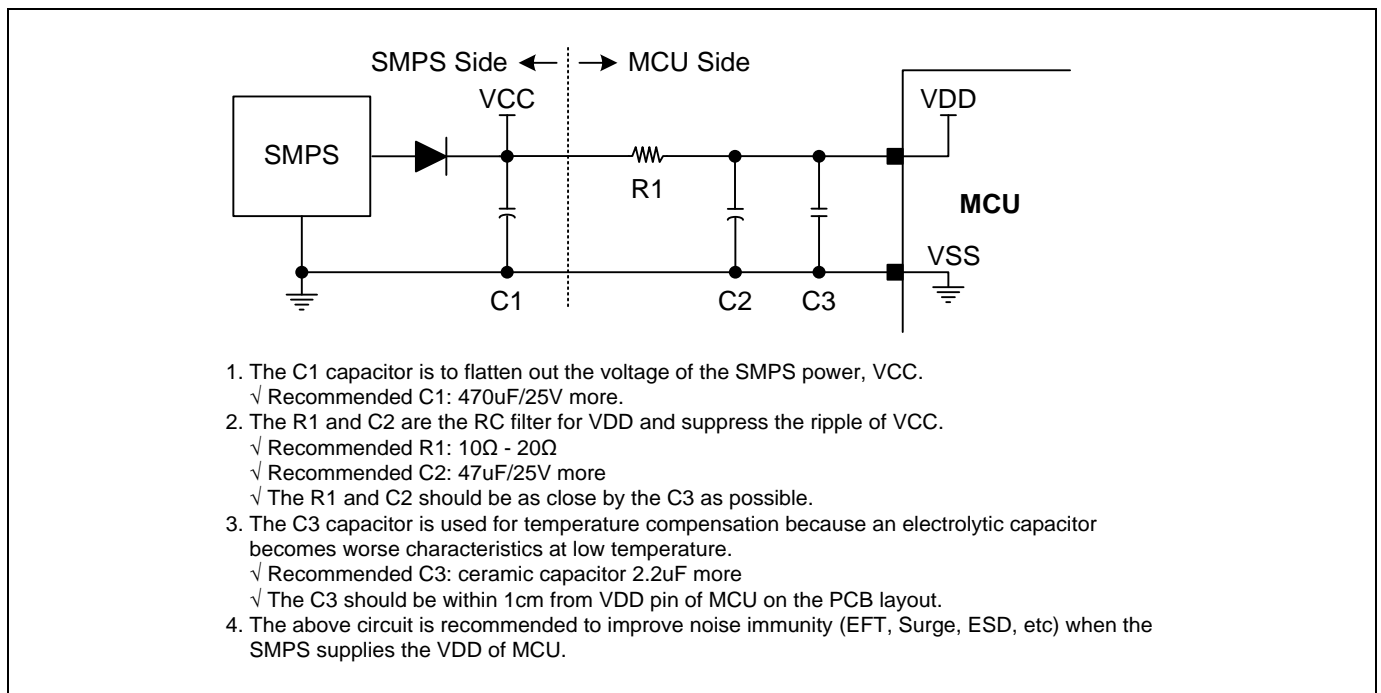 SMPS Side ← → MCU Side
VCC
VDD
SMPS
R1
MCU
VSS
C1
C2
C3
1. The C1 capacitor is to flatten out the voltage of the SMPS power, VCC.
√ Recommended C1: 470uF/25V more.
2. The R1 and C2 are the RC filter for VDD and suppress the ripple of VCC.
√ Recommended R1: 10Ω - 20Ω
√ Recommended C2: 47uF/25V more
√ The R1 and C2 should be as close by the C3 as possible.
3. The C3 capacitor is used for temperature compensation because an electrolytic capacitor
becomes worse characteristics at low temperature.
√ Recommended C3: ceramic capacitor 2.2uF more
√ The C3 should be within 1cm from VDD pin of MCU on the PCB layout.
4. The above circuit is recommended to improve noise immunity (EFT, Surge, ESD, etc) when the
SMPS supplies the VDD of MCU.